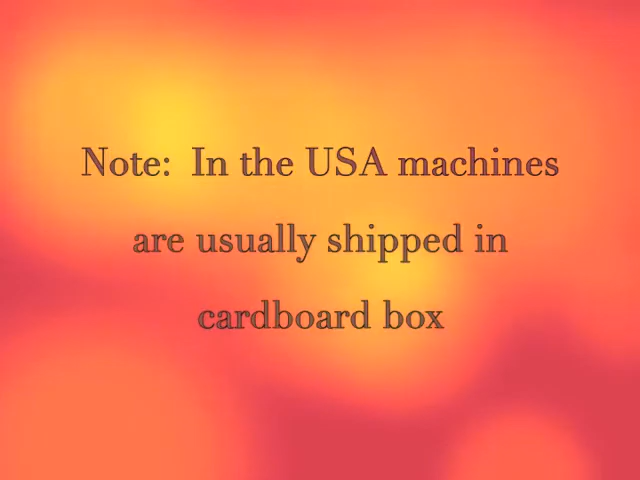 Note:  In the USA machines
are usually shipped in
cardboard box